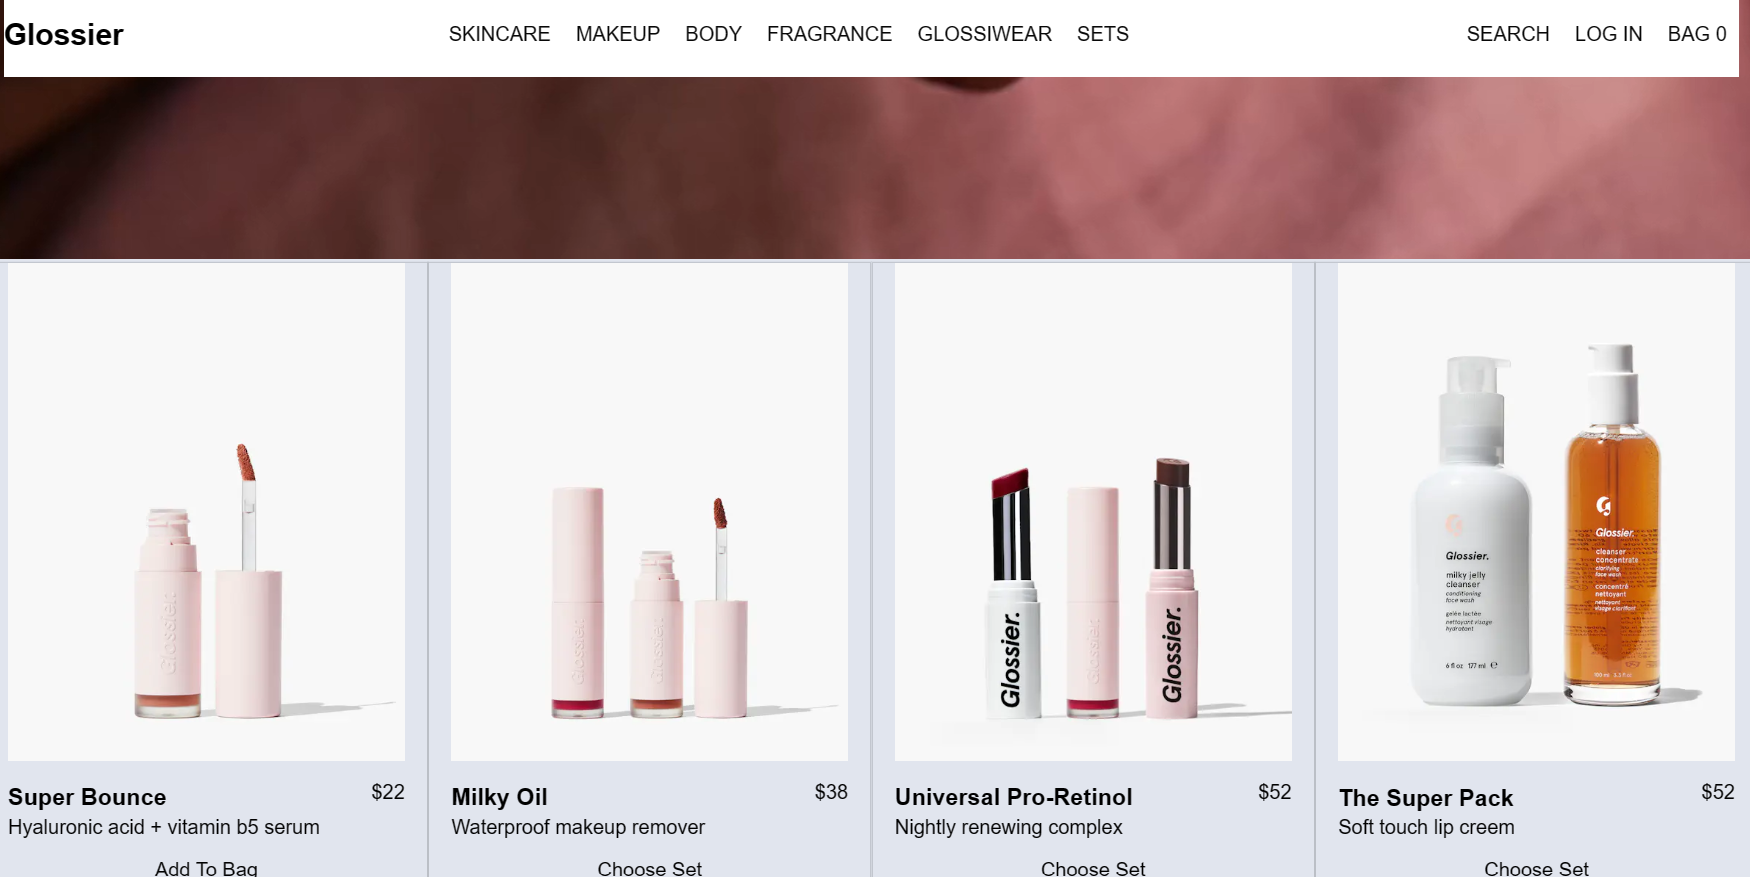 Glossier SKINCARE MAKEUP BODY FRAGRANCE GLOSSIWEAR SETS SEARCH LOG IN BAG 0
Glossier.
Glossier.
Glossier.
Glossier.
Glossier.
Glossier.
Glossier.
milky jelly
cleanser
conditioning
face wash
gelée lactée
nettoyant visage
hydratant
6 fl oz 177 ml ℮
Glossier.
cleanser
concentrate
clarifying
face wash
concentré
nettoyant
nettoyant
visage clarifiant
Super Bounce $22
Hyaluronic acid + vitamin b5 serum
Add To Bag
Milky Oil $38
Waterproof makeup remover
Choose Set
Universal Pro-Retinol $52
Nightly renewing complex
Choose Set
The Super Pack $52
Soft touch lip creem
Choose Set